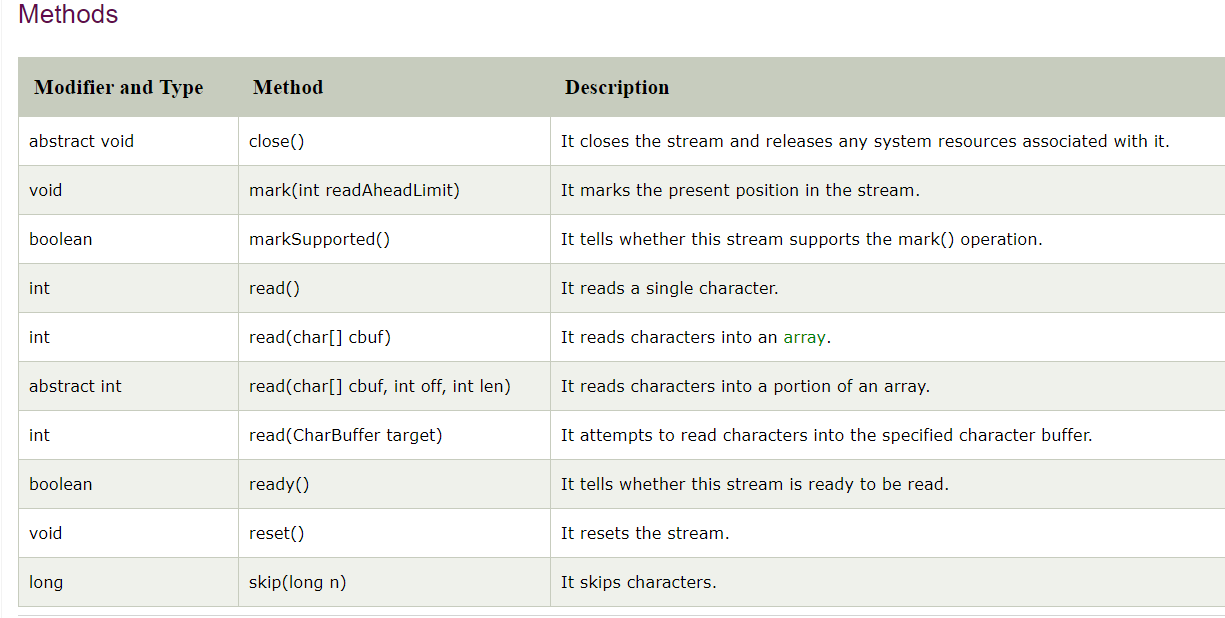 Methods
Modifier and Type Method Description
abstract void close() It closes the stream and releases any system resources associated with it.
void mark(int readAheadLimit) It marks the present position in the stream.
boolean markSupported() It tells whether this stream supports the mark() operation.
int read() It reads a single character.
int read(char[] cbuf) It reads characters into an array.
abstract int read(char[] cbuf, int off, int len) It reads characters into a portion of an array.
int read(CharBuffer target) It attempts to read characters into the specified character buffer.
boolean ready() It tells whether this stream is ready to be read.
void reset() It resets the stream.
long skip(long n) It skips characters.